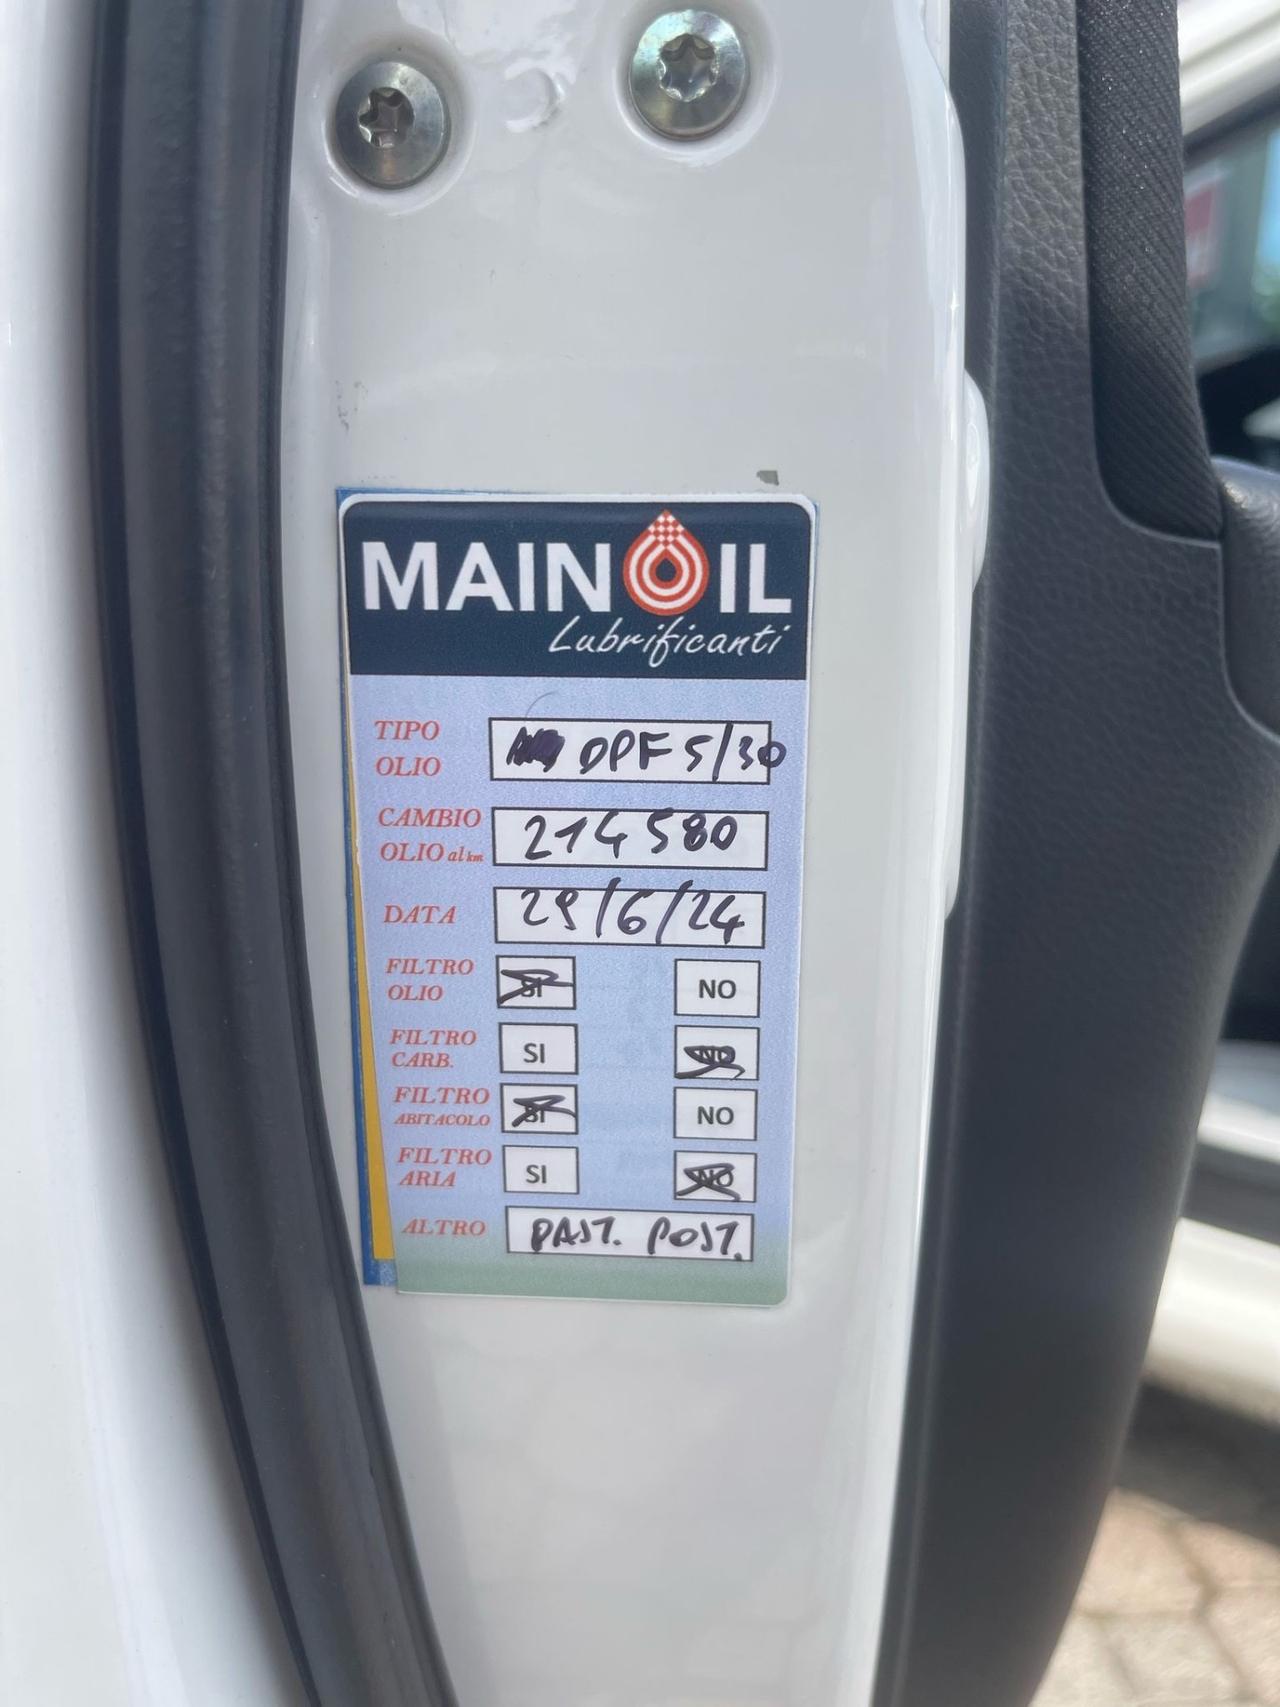 MAINOIL
Lubrificanti
TIPO
OLIO
DPF 5/30
CAMBIO
OLIO al km
214580
DATA
29/6/24
FILTRO
OLIO
SI NO
FILTRO
CARB.
SI NO
FILTRO
ABITACOLO
SI NO
FILTRO
ARIA
SI NO
ALTRO
PAST. POST.